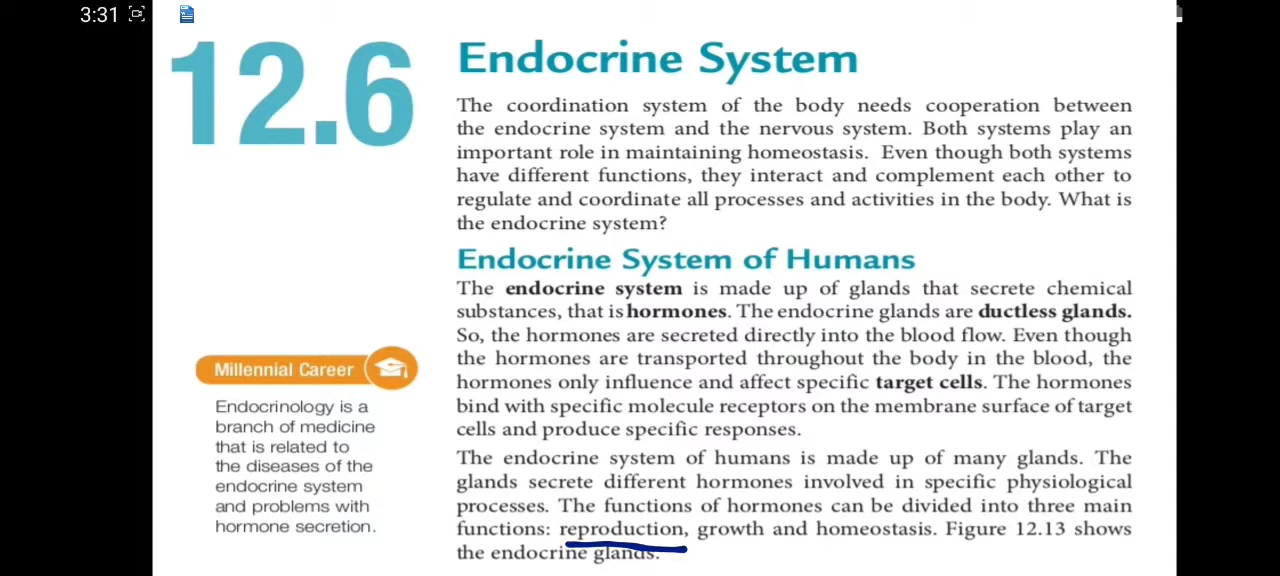 3:31
12.6
Endocrine System
The coordination system of the body needs cooperation between
the endocrine system and the nervous system. Both systems play an
important role in maintaining homeostasis. Even though both systems
have different functions, they interact and complement each other to
regulate and coordinate all processes and activities in the body. What is
the endocrine system?
Endocrine System of Humans
The endocrine system is made up of glands that secrete chemical
substances, that is hormones. The endocrine glands are ductless glands.
So, the hormones are secreted directly into the blood flow. Even though
the hormones are transported throughout the body in the blood, the
hormones only influence and affect specific target cells. The hormones
bind with specific molecule receptors on the membrane surface of target
cells and produce specific responses.
The endocrine system of humans is made up of many glands. The
glands secrete different hormones involved in specific physiological
processes. The functions of hormones can be divided into three main
functions: reproduction, growth and homeostasis. Figure 12.13 shows
the endocrine glands.
Millennial Career
Endocrinology is a
branch of medicine
that is related to
the diseases of the
endocrine system
and problems with
hormone secretion.